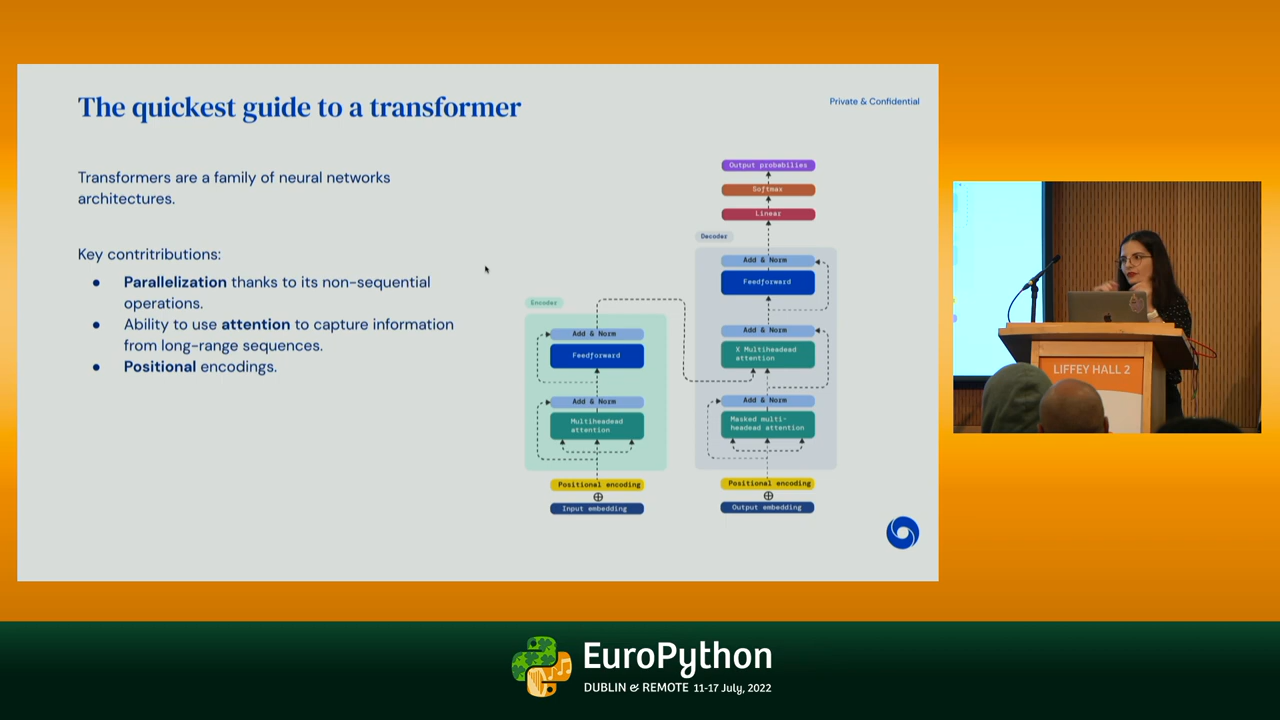 The quickest guide to a transformer
Private & Confidential
Transformers are a family of neural networks
architectures.
Key contritributions:
● Parallelization thanks to its non-sequential
operations.
● Ability to use attention to capture information
from long-range sequences.
● Positional encodings.
Output probabilies
Softmax
Linear
Decoder
Add & Norm
Feedforward
Add & Norm
X Multiheadead
attention
Add & Norm
Masked multi-
headead attention
Positional encoding
Output embedding
Encoder
Add & Norm
Feedforward
Add & Norm
Multiheadead
attention
Positional encoding
Input embedding
LIFFEY HALL 2
EuroPython
DUBLIN & REMOTE 11-17 July, 2022